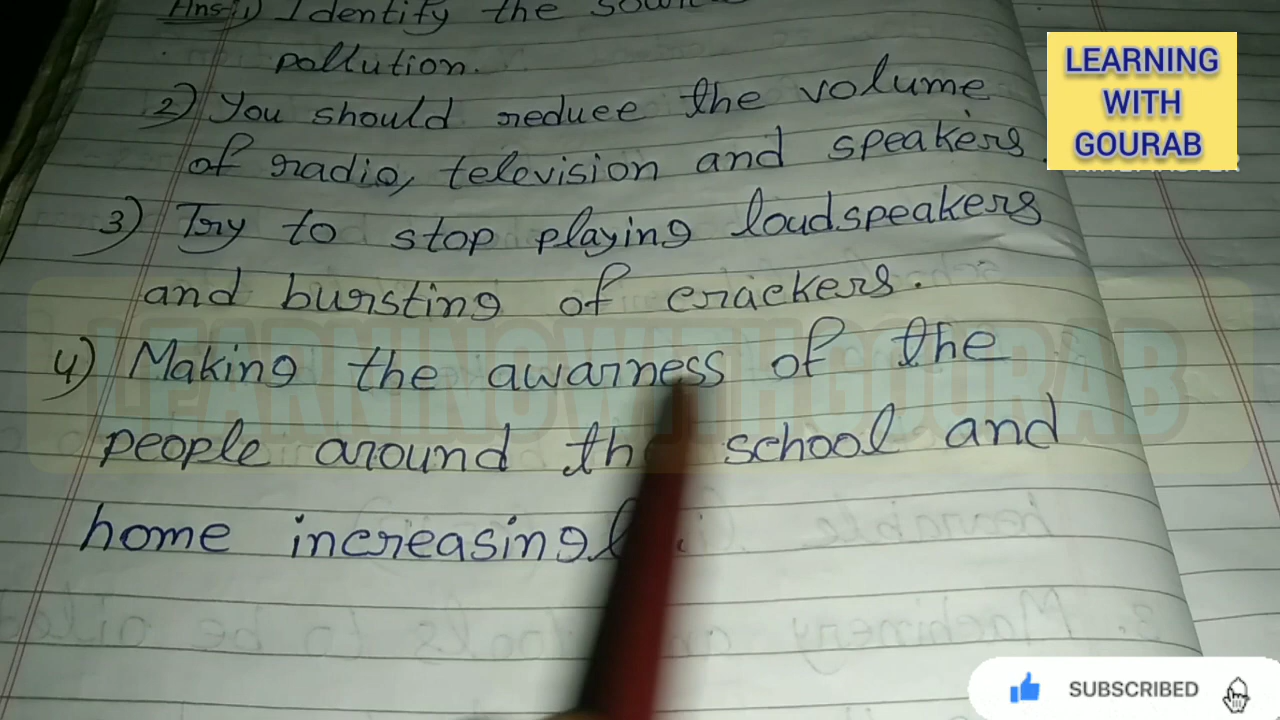 Ans-1) Identify the
pollution.
2) You should reduce the volume
of radio, television and speakers.
3) Try to stop playing loudspeakers
and bursting of crackers.
4) Making the awarness of the
people around school and
home
LEARNING
WITH
GOURAB
LEARNINGWITHGOURAB
SUBSCRIBED